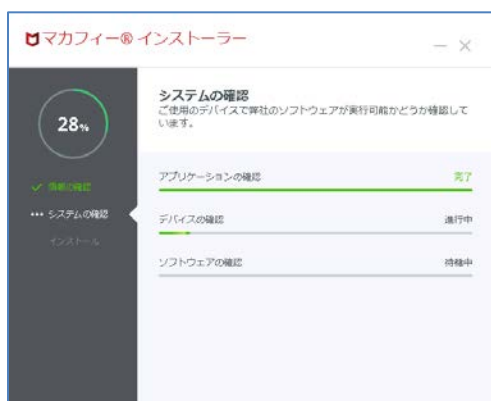 マカフィー® インストーラー
28%
情報の確認
システムの確認
インストール
システムの確認
ご使用のデバイスで弊社のソフトウェアが実行可能かどうか確認して
います。
アプリケーションの確認 完了
デバイスの確認 進行中
ソフトウェアの確認 待機中